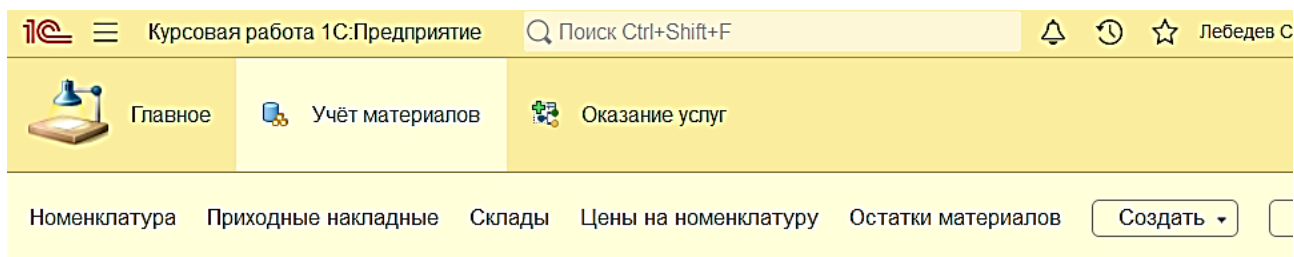 1С Курсовая работа 1С:Предприятие Поиск Ctrl+Shift+F Лебедев С
Главное Учёт материалов Оказание услуг
Номенклатура Приходные накладные Склады Цены на номенклатуру Остатки материалов Создать